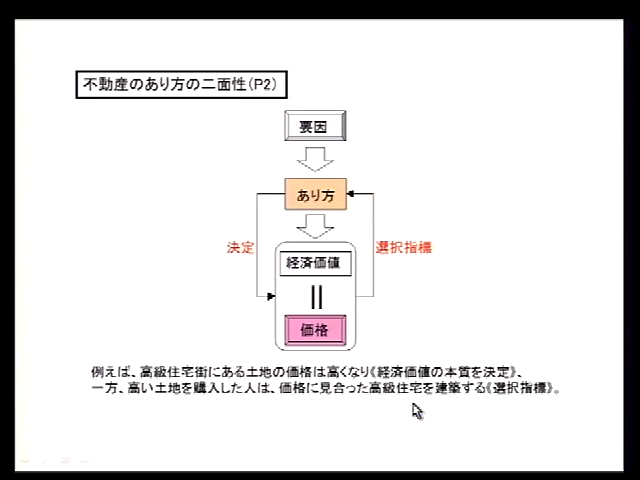 不動産のあり方の二面性(P2)
要因
あり方
決定
選択指標
経済価値
||
価格
例えば、高級住宅街にある土地の価格は高くなり《経済価値の本質を決定》、
一方、高い土地を購入した人は、価格に見合った高級住宅を建築する《選択指標》。